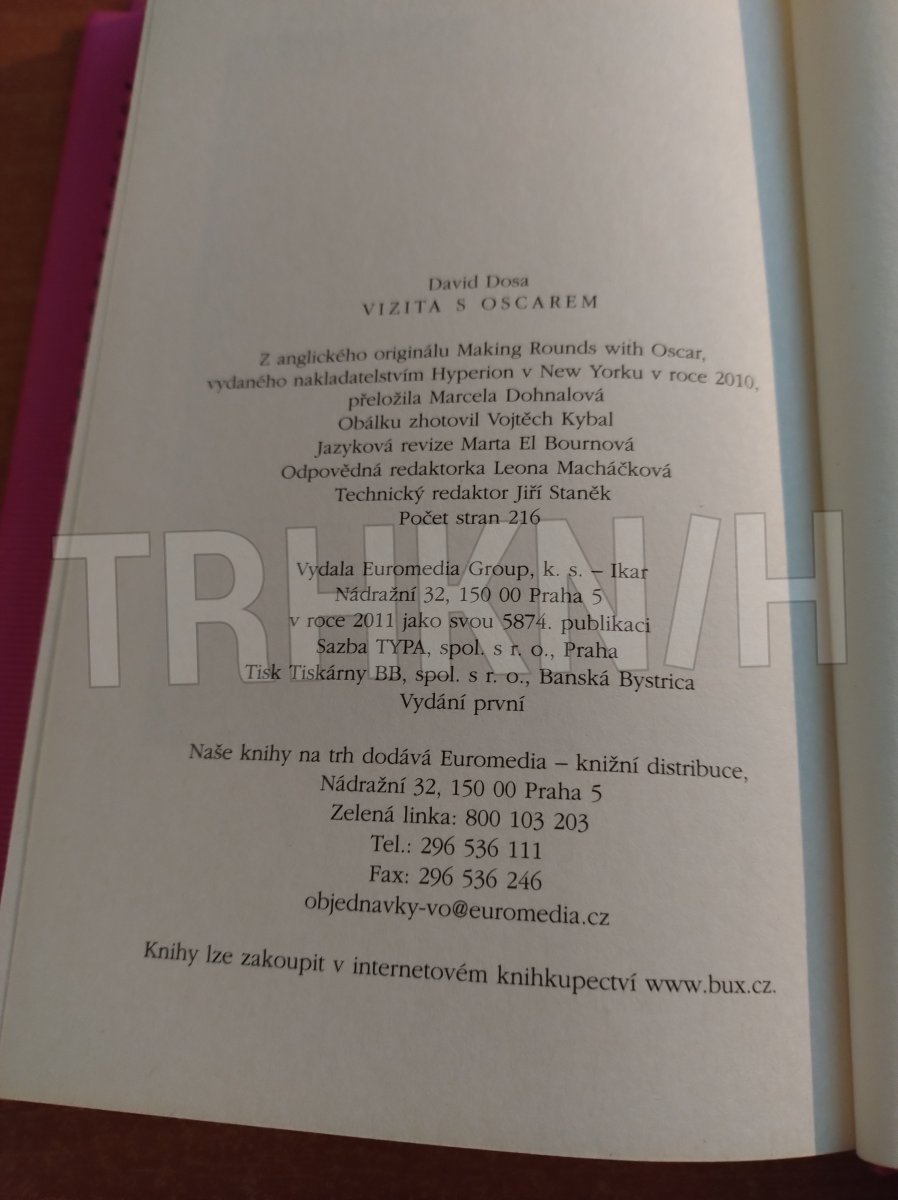 David Dosa
VIZITA S OSCAREM
Z anglického originálu Making Rounds with Oscar,
vydaného nakladatelstvím Hyperion v New Yorku v roce 2010,
přeložila Marcela Dohnalová
Obálku zhotovil Vojtěch Kybal
Jazyková revize Marta El Bournová
Odpovědná redaktorka Leona Macháčková
Technický redaktor Jiří Staněk
Počet stran 216
TRHKN/H
Vydala Euromedia Group, k. s. – Ikar
Nádražní 32, 150 00 Praha 5
v roce 2011 jako svou 5874. publikaci
Sazba TYPA, spol. s r. o., Praha
Tisk Tiskárny BB, spol. s r. o., Banská Bystrica
Vydání první
Naše knihy na trh dodává Euromedia – knižní distribuce,
Nádražní 32, 150 00 Praha 5
Zelená linka: 800 103 203
Tel.: 296 536 111
Fax: 296 536 246
objednavky-vo@euromedia.cz
Knihy lze zakoupit v internetovém knihkupectví www.bux.cz.